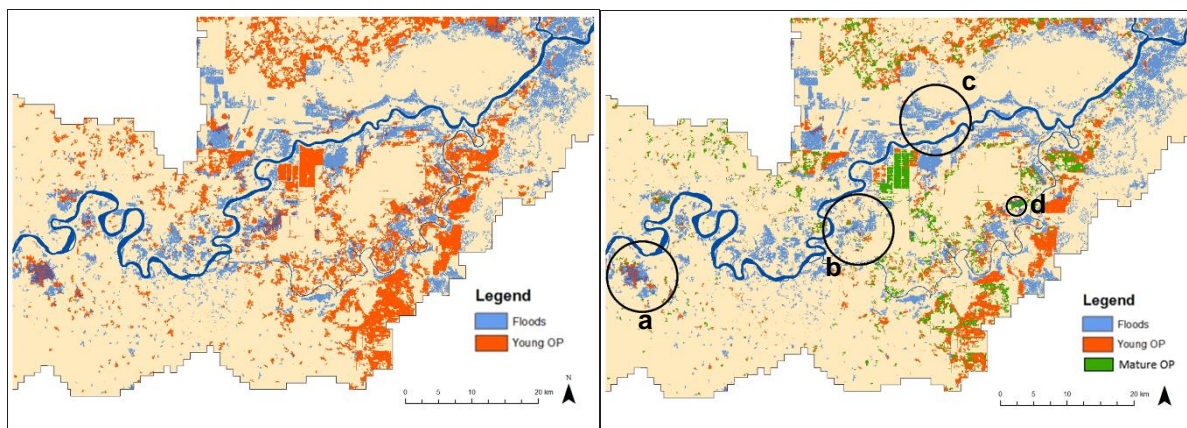 Legend
Floods
Young OP
N
0 5 10 20 km
c
d
b
a
Legend
Floods
Young OP
Mature OP
0 5 10 20 km